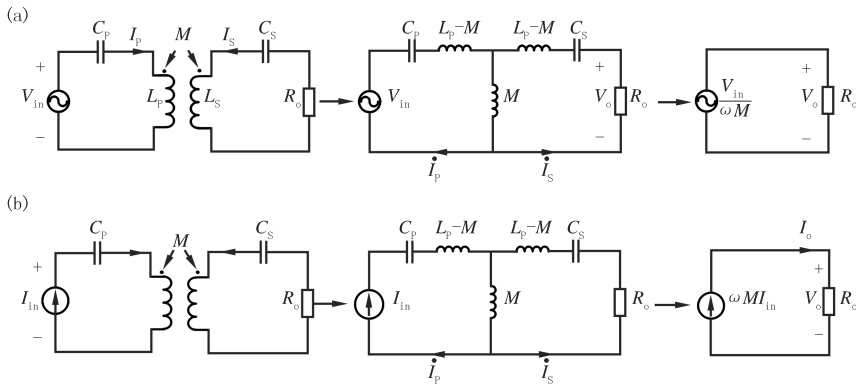 (a)
C_P I_P M I_S C_S
+ V_in − L_P L_S R_o
C_P L_P−M L_P−M C_S
+ V_in − M + V_o − R_o
İ_P İ_S
V_in/ωM + V_o − R_o
(b)
C_P M C_S
+ I_in − R_o
C_P L_P−M L_P−M C_S
I_in M R_o
İ_P İ_S
I_o
ωMI_in + V_o − R_o